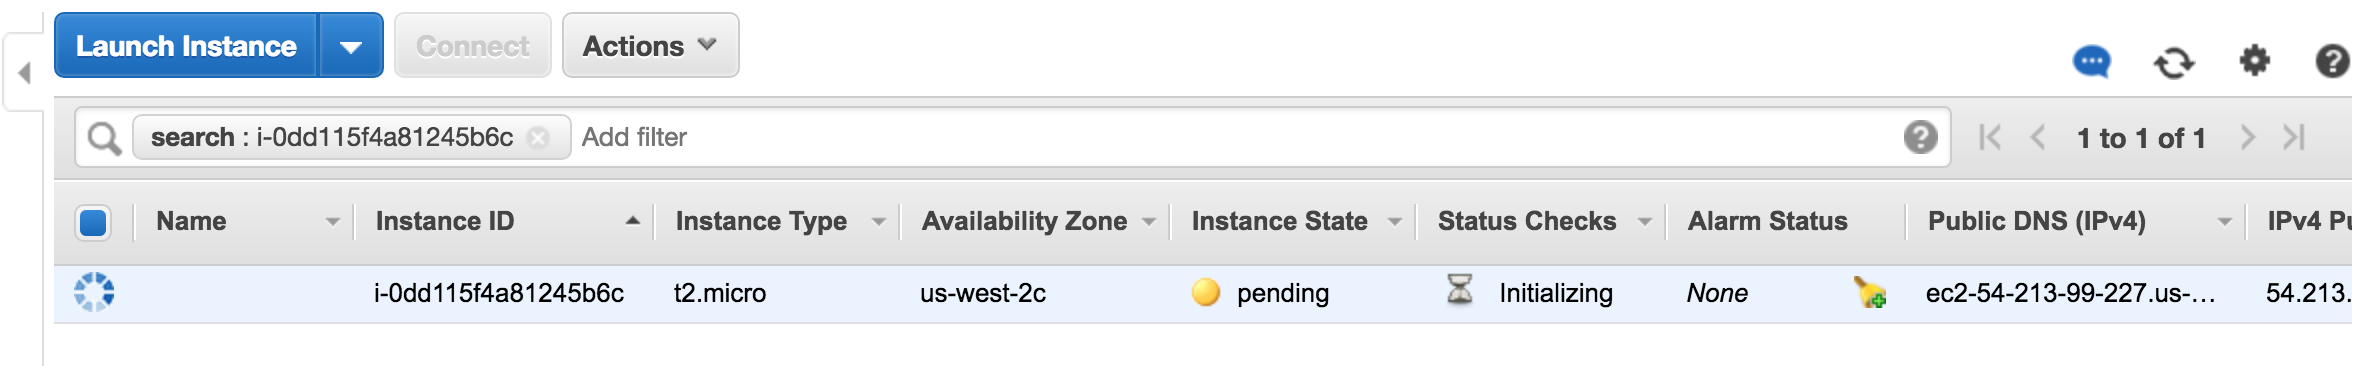 Launch Instance Connect Actions
search : i-0dd115f4a81245b6c Add filter 1 to 1 of 1
Name Instance ID Instance Type Availability Zone Instance State Status Checks Alarm Status Public DNS (IPv4) IPv4 Pu
i-0dd115f4a81245b6c t2.micro us-west-2c pending Initializing None ec2-54-213-99-227.us-... 54.213.